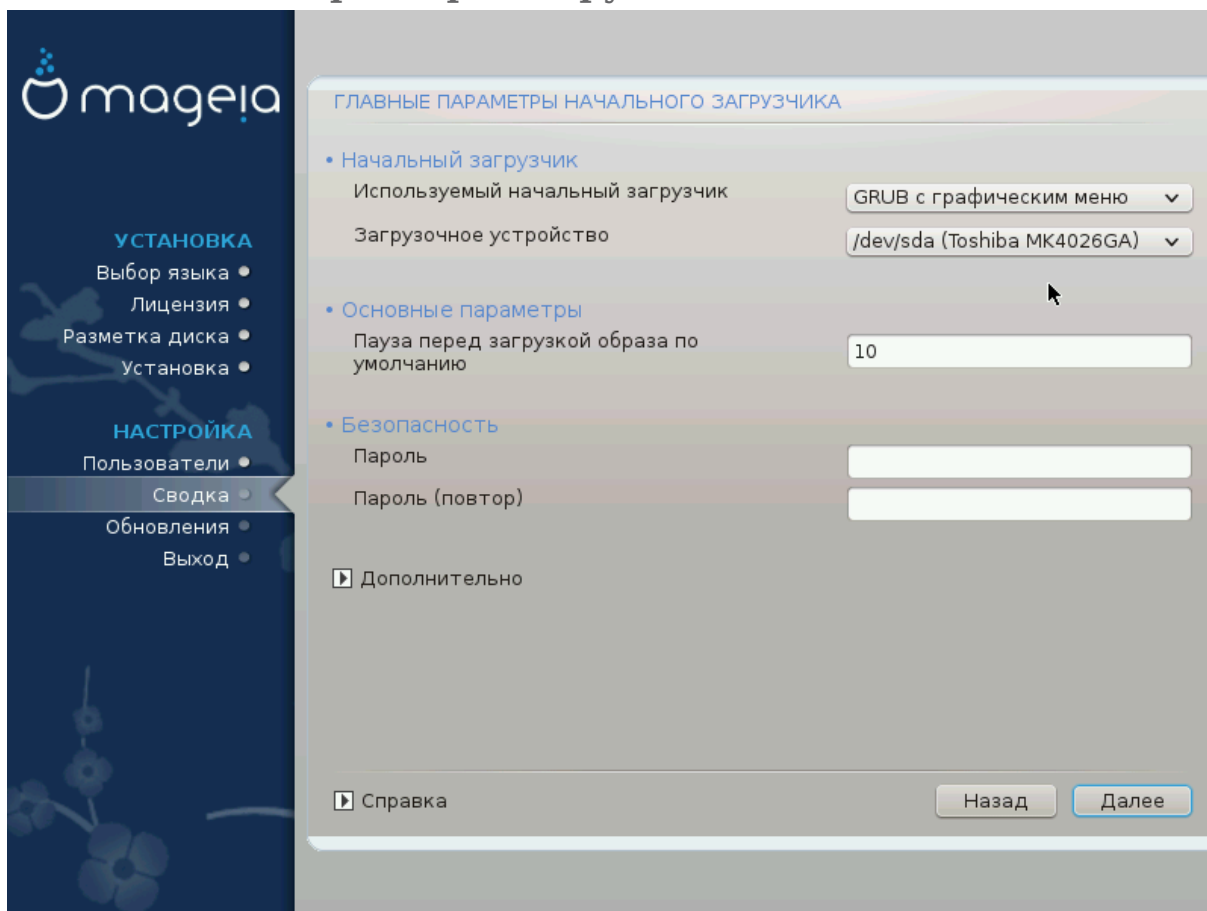 mageia
УСТАНОВКА
Выбор языка
Лицензия
Разметка диска
Установка
НАСТРОЙКА
Пользователи
Сводка
Обновления
Выход
ГЛАВНЫЕ ПАРАМЕТРЫ НАЧАЛЬНОГО ЗАГРУЗЧИКА
• Начальный загрузчик
Используемый начальный загрузчик
GRUB с графическим меню
Загрузочное устройство
/dev/sda (Toshiba MK4026GA)
• Основные параметры
Пауза перед загрузкой образа по
умолчанию
10
• Безопасность
Пароль
Пароль (повтор)
Дополнительно
Справка
Назад
Далее